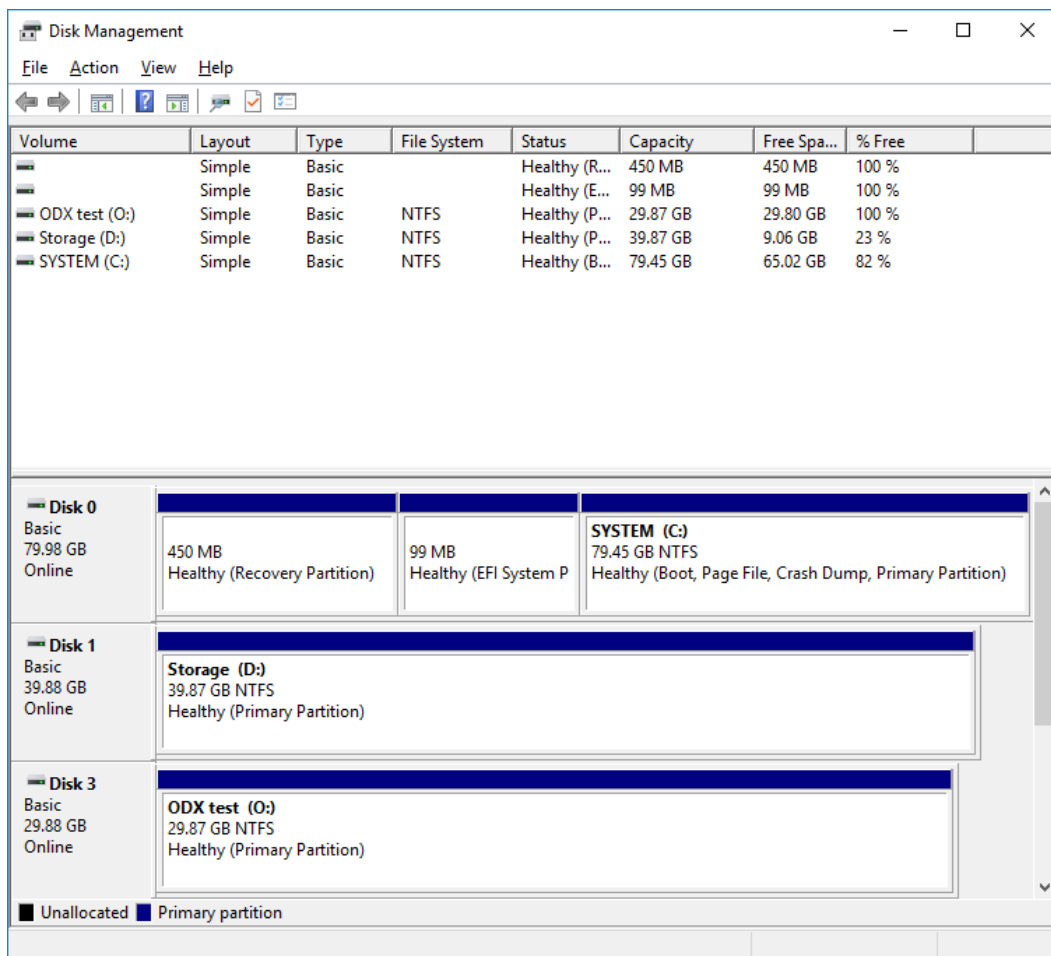 Disk Management
File Action View Help
Volume Layout Type File System Status Capacity Free Spa... % Free
Simple Basic Healthy (R... 450 MB 450 MB 100 %
Simple Basic Healthy (E... 99 MB 99 MB 100 %
ODX test (O:) Simple Basic NTFS Healthy (P... 29.87 GB 29.80 GB 100 %
Storage (D:) Simple Basic NTFS Healthy (P... 39.87 GB 9.06 GB 23 %
SYSTEM (C:) Simple Basic NTFS Healthy (B... 79.45 GB 65.02 GB 82 %
Disk 0
Basic
79.98 GB
Online
450 MB
Healthy (Recovery Partition)
99 MB
Healthy (EFI System P
SYSTEM (C:)
79.45 GB NTFS
Healthy (Boot, Page File, Crash Dump, Primary Partition)
Disk 1
Basic
39.88 GB
Online
Storage (D:)
39.87 GB NTFS
Healthy (Primary Partition)
Disk 3
Basic
29.88 GB
Online
ODX test (O:)
29.87 GB NTFS
Healthy (Primary Partition)
Unallocated Primary partition